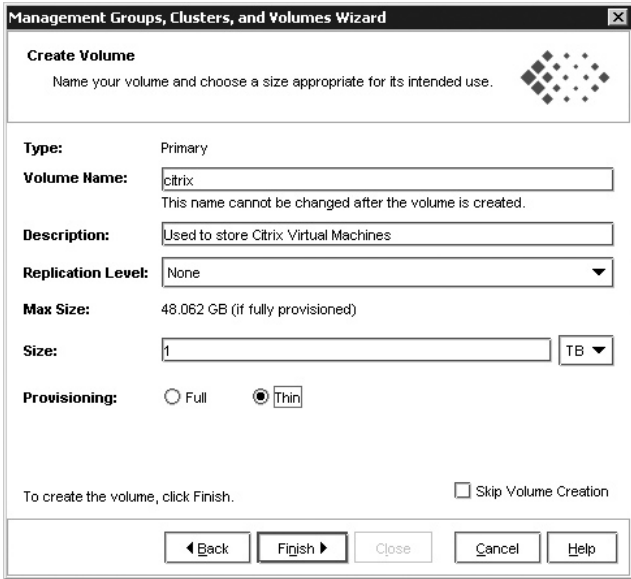 Management Groups, Clusters, and Volumes Wizard
Create Volume
Name your volume and choose a size appropriate for its intended use.
Type: Primary
Volume Name: citrix
This name cannot be changed after the volume is created.
Description: Used to store Citrix Virtual Machines
Replication Level: None
Max Size: 48.062 GB (if fully provisioned)
Size: 1 TB
Provisioning: Full Thin
To create the volume, click Finish. Skip Volume Creation
Back Finish Close Cancel Help